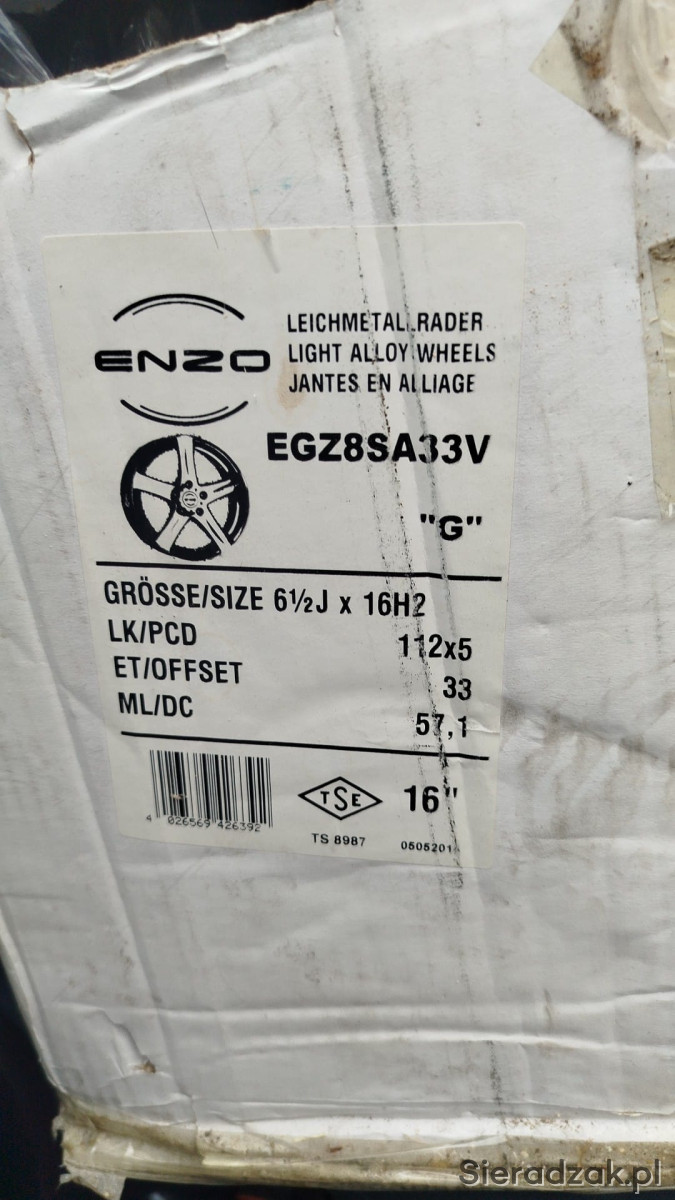 ENZO
LEICHMETALLRADER
LIGHT ALLOY WHEELS
JANTES EN ALLIAGE
EGZ8SA33V
"G"
GRÖSSE/SIZE 6½J x 16H2
LK/PCD 112x5
ET/OFFSET 33
ML/DC 57,1
4 026569 426392
TSE
16"
TS 8987
Sieradzak.pl